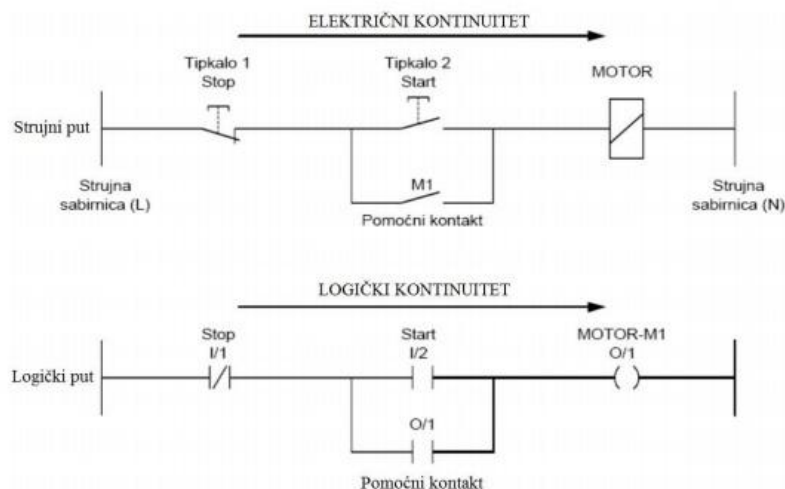 ELEKTRIČNI KONTINUITET
Tipkalo 1
Stop
Tipkalo 2
Start
MOTOR
Strujni put
M1
Strujna
sabirnica (L)
Pomoćni kontakt
Strujna
sabirnica (N)
LOGIČKI KONTINUITET
Stop
I/1
Start
I/2
MOTOR-M1
O/1
Logički put
O/1
Pomoćni kontakt